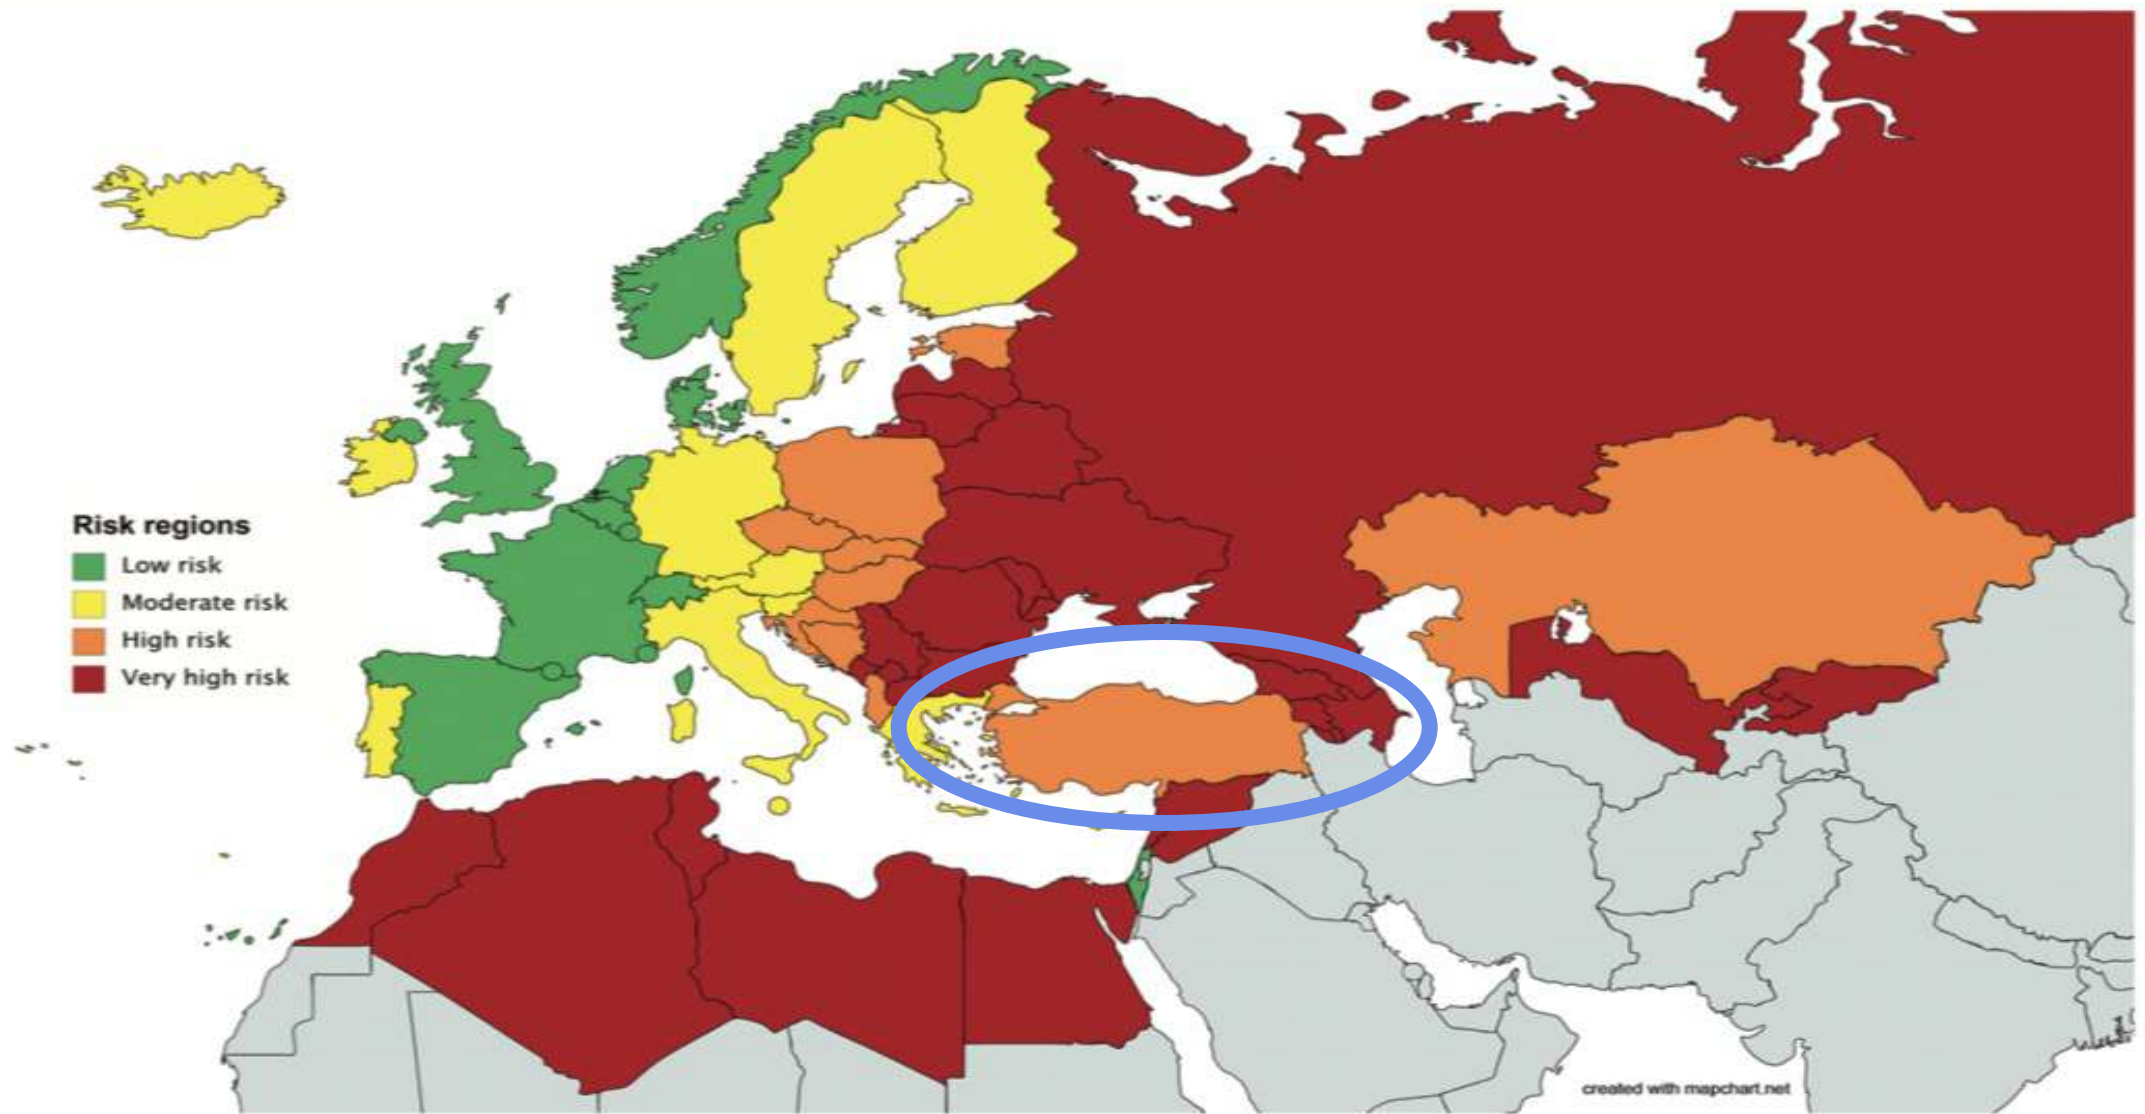 Risk regions
Low risk
Moderate risk
High risk
Very high risk
created with mapchart.net